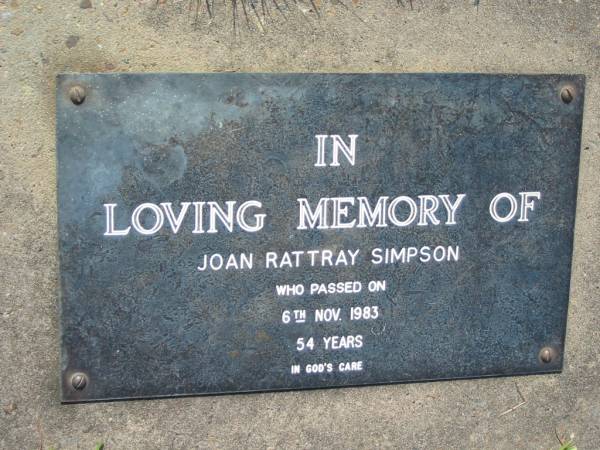 IN
LOVING MEMORY OF
JOAN RATTRAY SIMPSON
WHO PASSED ON
6TH NOV. 1983
54 YEARS
IN GOD'S CARE